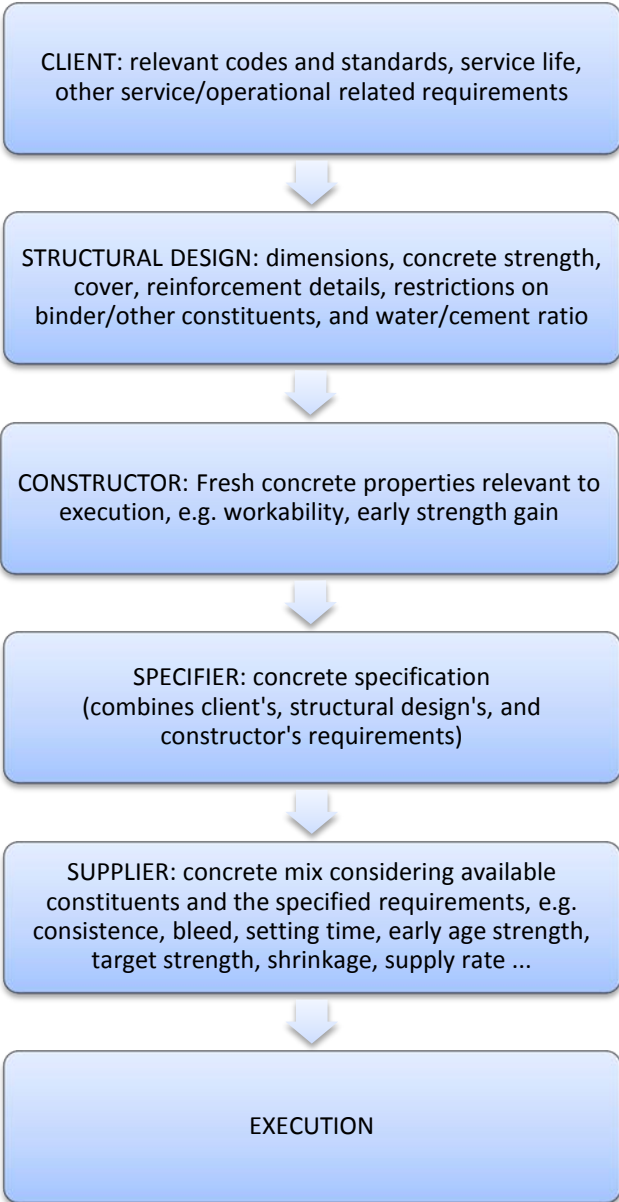 CLIENT: relevant codes and standards, service life,
other service/operational related requirements
STRUCTURAL DESIGN: dimensions, concrete strength,
cover, reinforcement details, restrictions on
binder/other constituents, and water/cement ratio
CONSTRUCTOR: Fresh concrete properties relevant to
execution, e.g. workability, early strength gain
SPECIFIER: concrete specification
(combines client's, structural design's, and
constructor's requirements)
SUPPLIER: concrete mix considering available
constituents and the specified requirements, e.g.
consistence, bleed, setting time, early age strength,
target strength, shrinkage, supply rate ...
EXECUTION